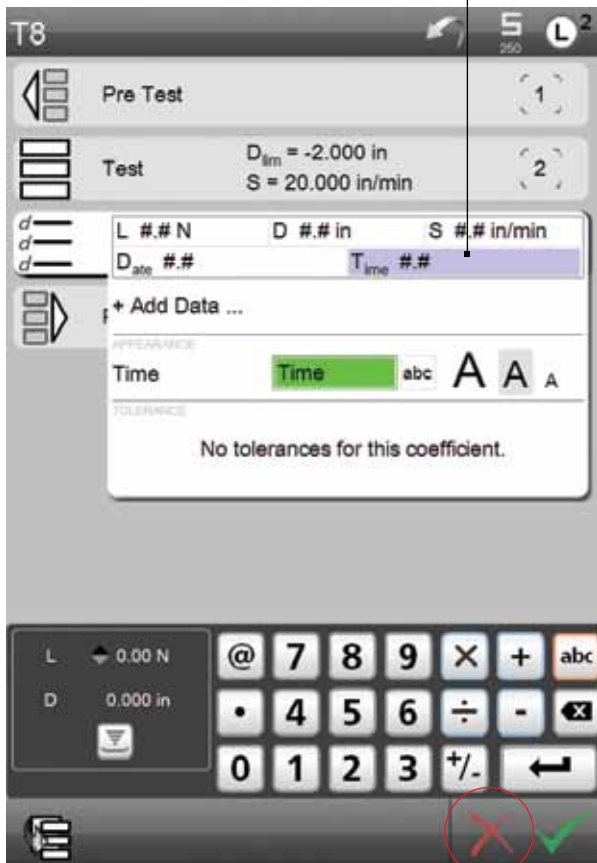 T8 S 250 L 2
Pre Test 1
Test Dlim = -2.000 in 2
S = 20.000 in/min
d
d
d
L #.# N D #.# in S #.# in/min
Date #.# Time #.#
+ Add Data ...
APPEARANCE
Time Time abc A A A
TOLERANCE
No tolerances for this coefficient.
L 0.00 N @ 7 8 9 × + abc
D 0.000 in • 4 5 6 ÷ -
0 1 2 3 +/-